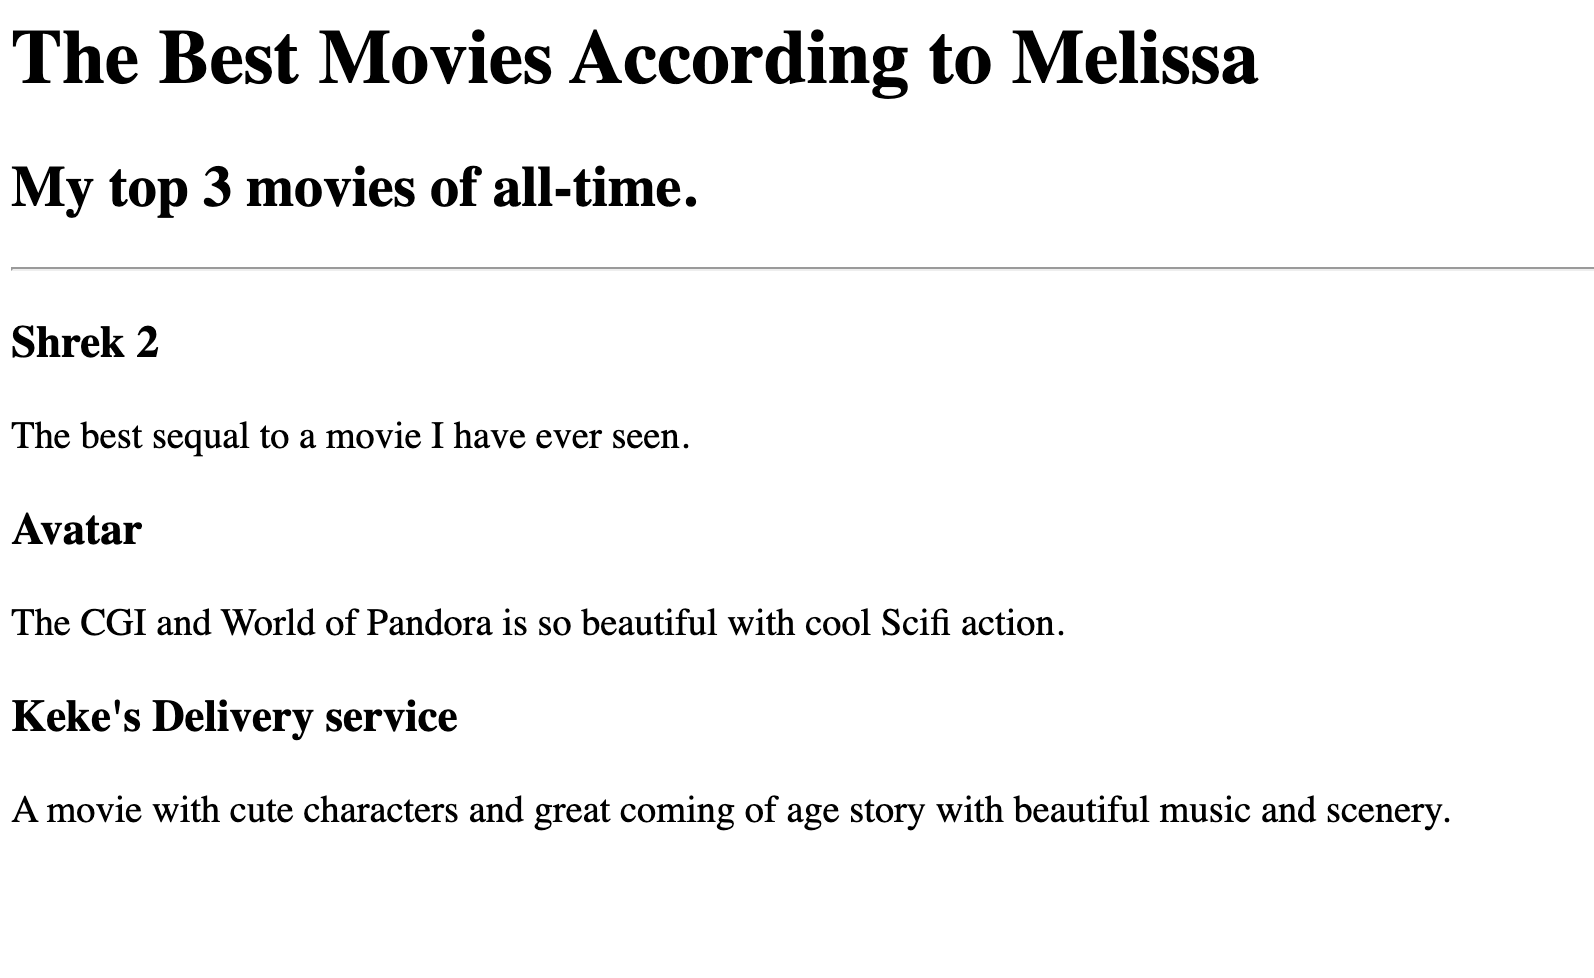 The Best Movies According to Melissa
My top 3 movies of all-time.
Shrek 2
The best sequal to a movie I have ever seen.
Avatar
The CGI and World of Pandora is so beautiful with cool Scifi action.
Keke's Delivery service
A movie with cute characters and great coming of age story with beautiful music and scenery.